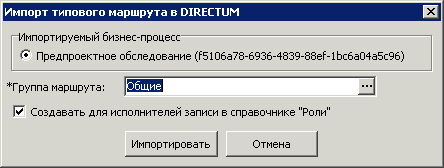 Импорт типового маршрута в DIRECTUM
Импортируемый бизнес-процесс
Предпроектное обследование (f5106a78-6936-4839-88ef-1bc6a04a5c96)
*Группа маршрута: Общие ...
Создавать для исполнителей записи в справочнике "Роли"
Импортировать Отмена